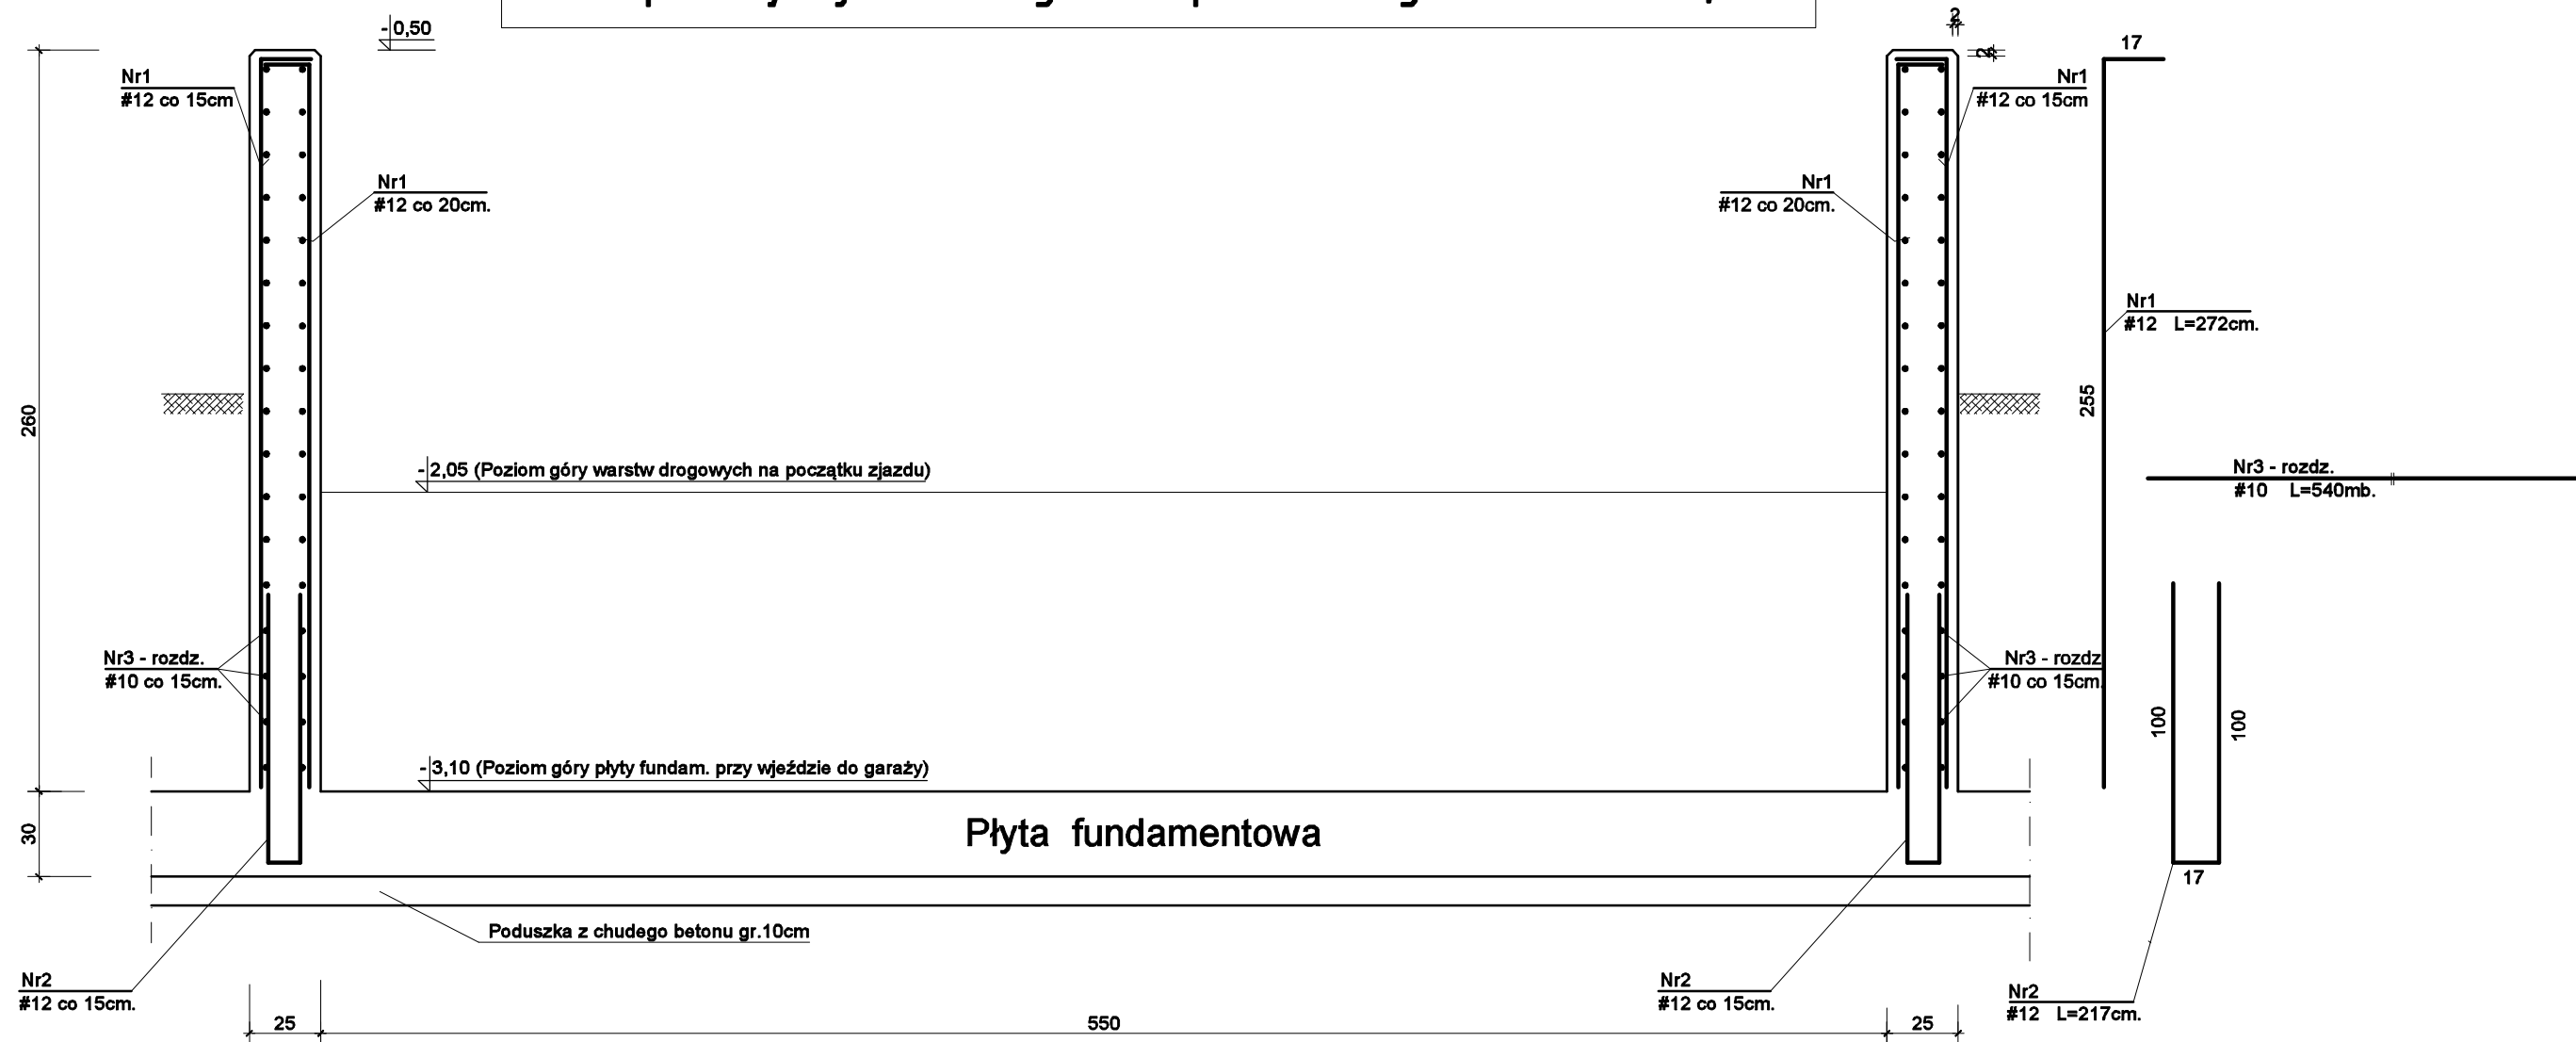 -0,50
2
2
17
Nr1
#12 co 15cm
Nr1
#12 co 15cm
Nr1
#12 co 20cm.
Nr1
#12 co 20cm.
Nr1
#12 L=272cm.
260
255
-2,05 (Poziom góry warstw drogowych na początku zjazdu)
Nr3 - rozdz.
#10 L=540mb.
Nr3 - rozdz.
#10 co 15cm.
Nr3 - rozdz
#10 co 15cm.
100
100
-3,10 (Poziom góry płyty fundam. przy wjeździe do garaży)
30
Płyta fundamentowa
17
Poduszka z chudego betonu gr.10cm
Nr2
#12 co 15cm.
Nr2
#12 co 15cm.
Nr2
#12 L=217cm.
25
550
25